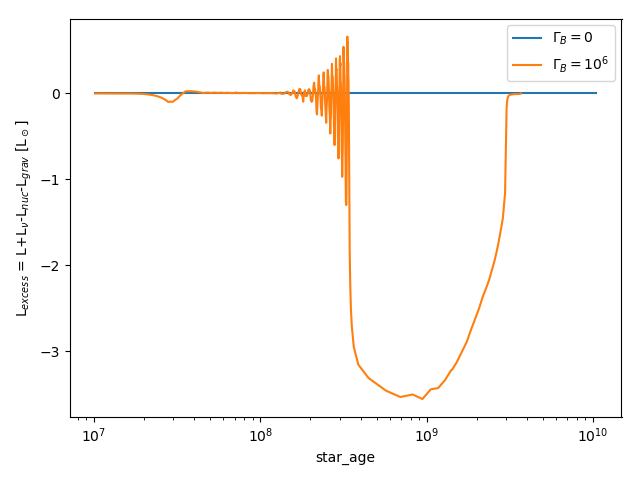 Γ_B = 0
Γ_B = 10^6
L_excess = L+L_ν-L_nuc-L_grav [L_⊙]
0
−1
−2
−3
10^7
10^8
10^9
10^10
star_age